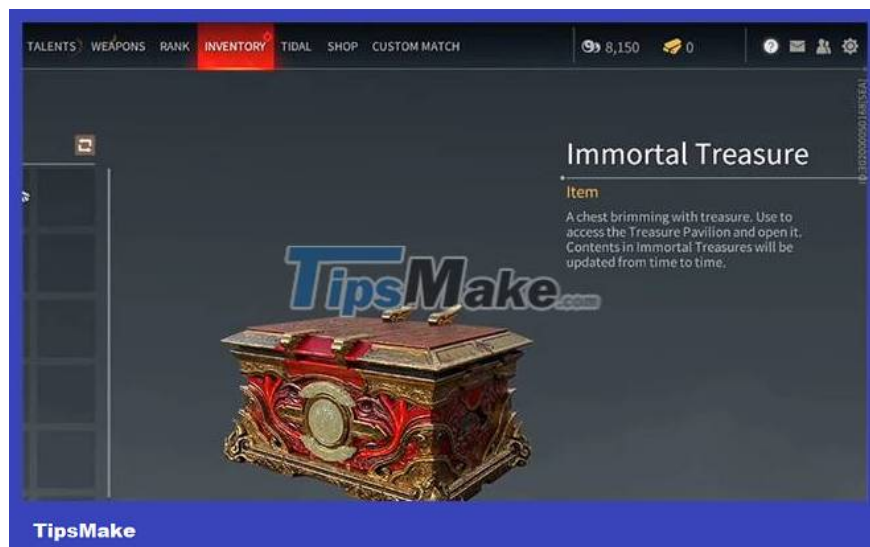 TALENTS WEAPONS RANK INVENTORY TIDAL SHOP CUSTOM MATCH 8,150 0
Immortal Treasure
Item
A chest brimming with treasure. Use to
access the Treasure Pavilion and open it.
Contents in Immortal Treasures will be
updated from time to time.
TipsMake.com
TipsMake